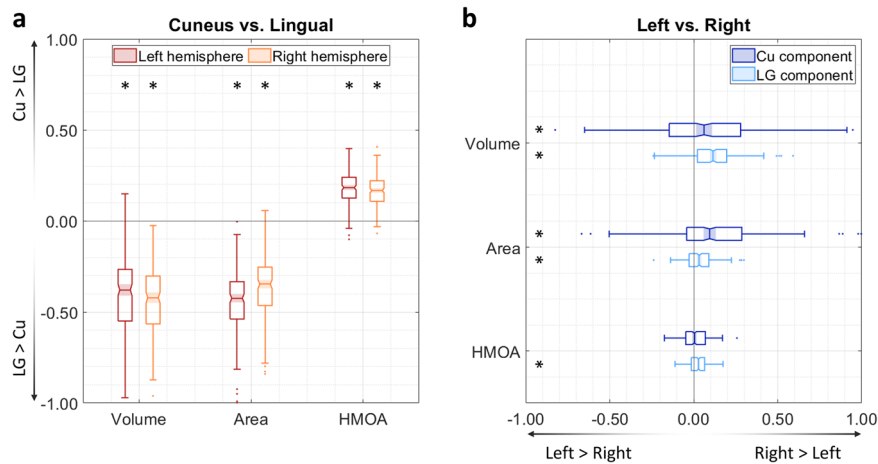 a
Cuneus vs. Lingual
Cu > LG
LG > Cu
1.00
0.50
0.00
-0.50
-1.00
Left hemisphere
Right hemisphere
* * * * * *
Volume
Area
HMOA
b
Left vs. Right
Cu component
LG component
Volume
*
*
Area
*
*
HMOA
*
-1.00
-0.50
0.00
0.50
1.00
Left > Right
Right > Left